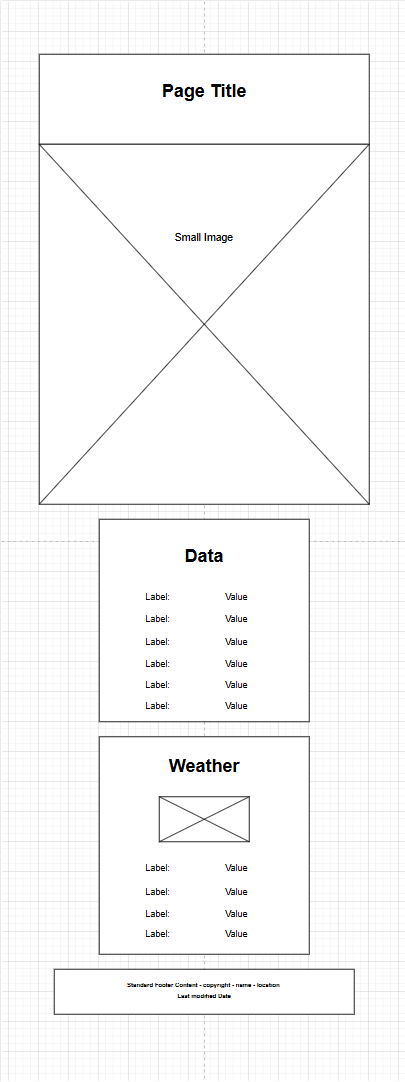 Page Title
Small Image
Data
Label: Value
Label: Value
Label: Value
Label: Value
Label: Value
Label: Value
Weather
Label: Value
Label: Value
Label: Value
Label: Value
Standard Footer Content - copyright - name - location
Last modified Date